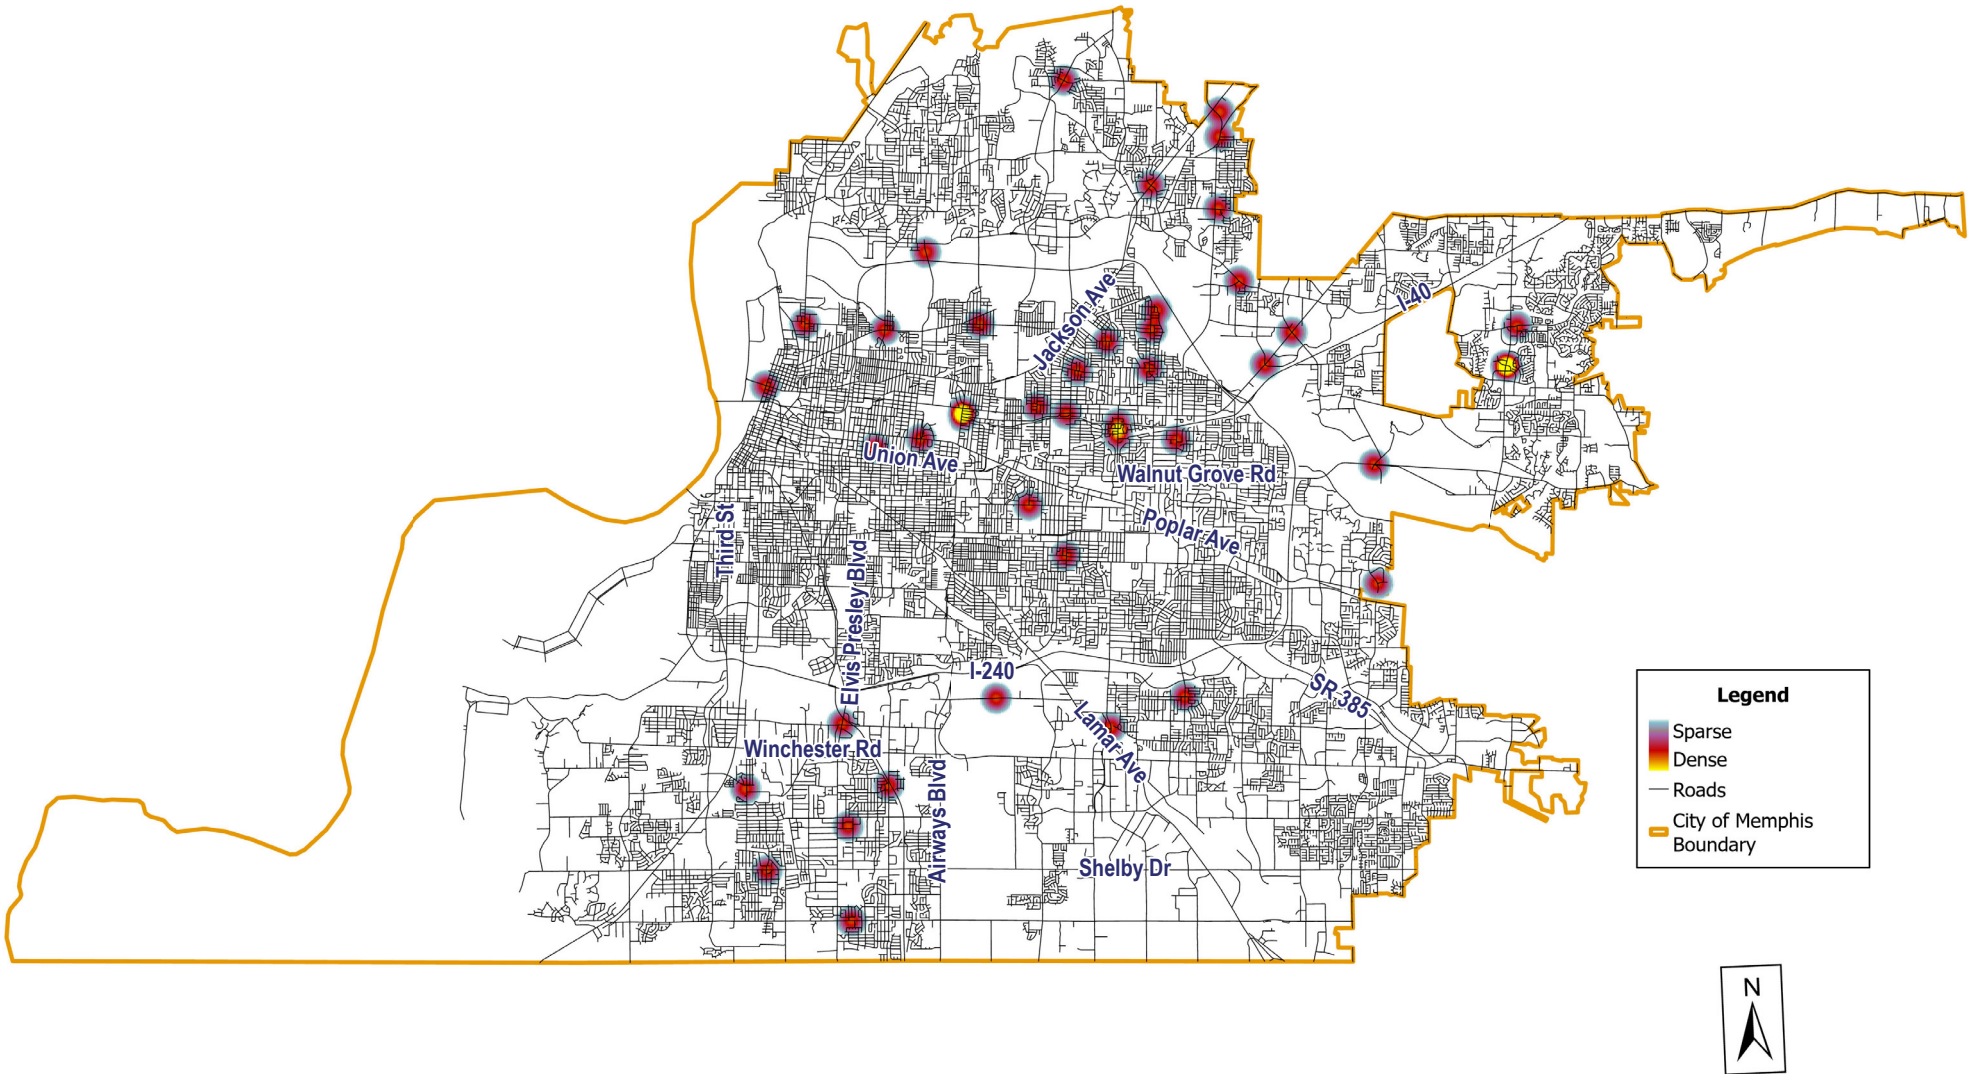 I-40
Jackson Ave
Union Ave
Walnut Grove Rd
Third St
Poplar Ave
Elvis Presley Blvd
I-240
SR 385
Lamar Ave
Winchester Rd
Airways Blvd
Shelby Dr
Legend
Sparse
Dense
Roads
City of Memphis
Boundary
N